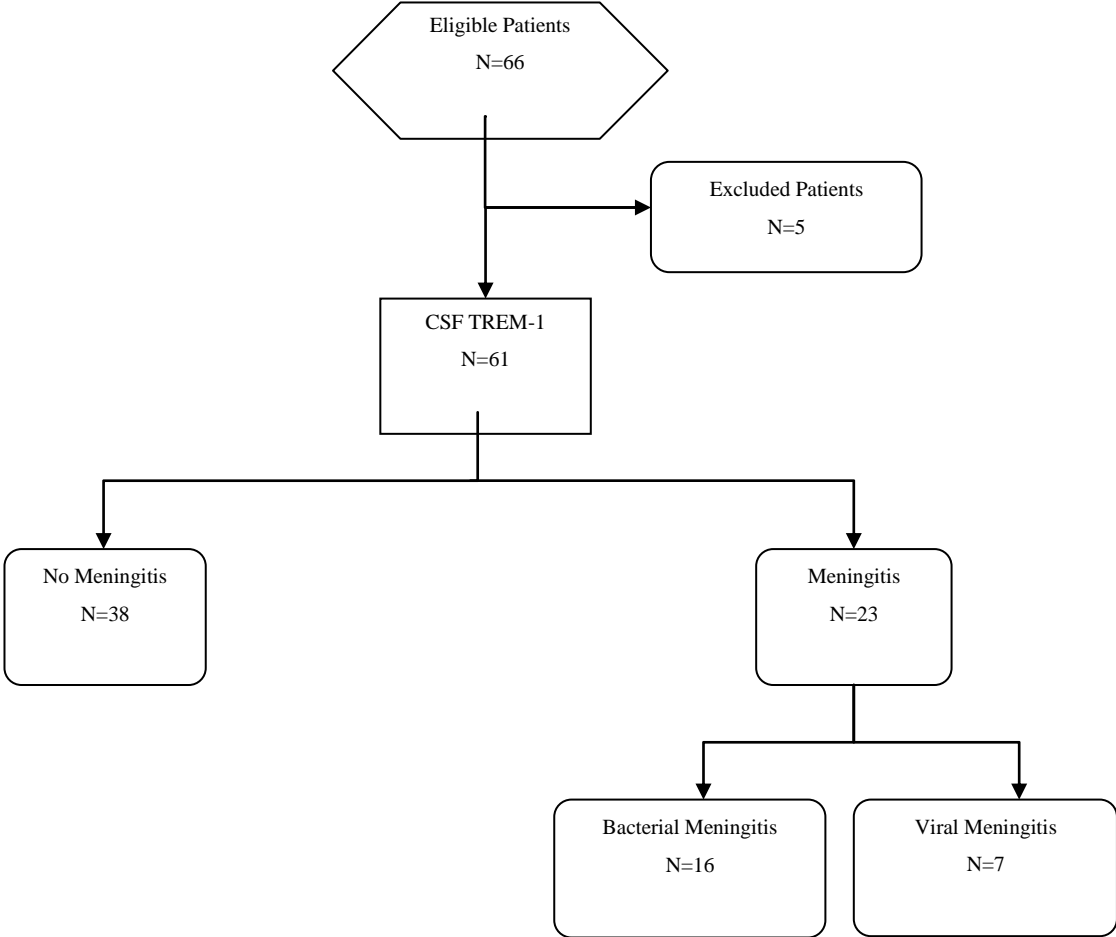 Eligible Patients
N=66
Excluded Patients
N=5
CSF TREM-1
N=61
No Meningitis
N=38
Meningitis
N=23
Bacterial Meningitis
N=16
Viral Meningitis
N=7